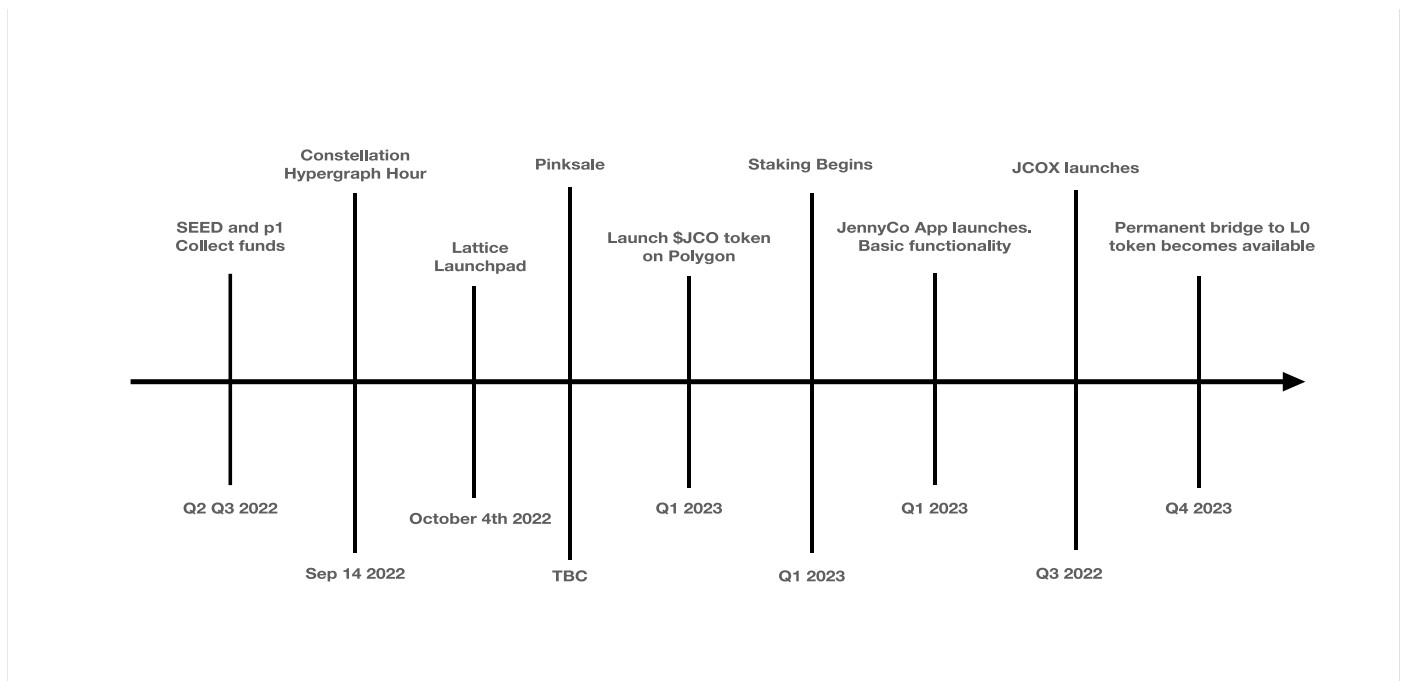 SEED and p1
Collect funds
Q2 Q3 2022
Constellation
Hypergraph Hour
Sep 14 2022
Lattice
Launchpad
October 4th 2022
Pinksale
TBC
Launch $JCO token
on Polygon
Q1 2023
Staking Begins
Q1 2023
JennyCo App launches.
Basic functionality
Q1 2023
JCOX launches
Q3 2022
Permanent bridge to L0
token becomes available
Q4 2023